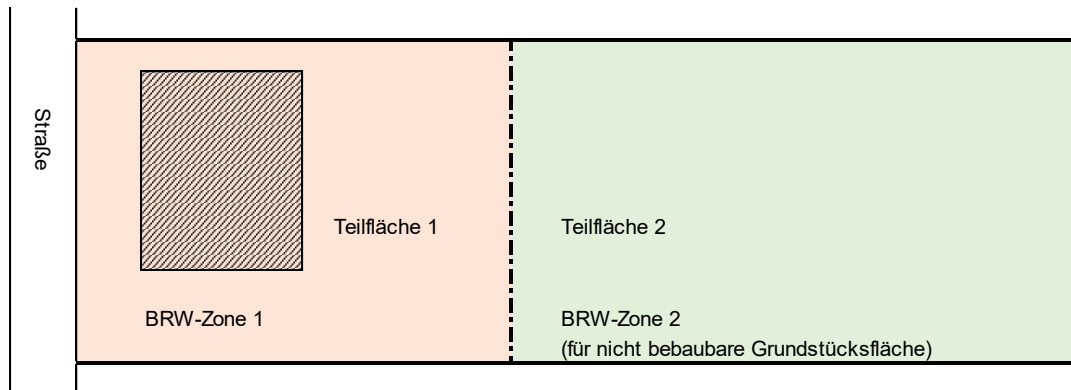 Straße
Teilfläche 1
Teilfläche 2
BRW-Zone 1
BRW-Zone 2
(für nicht bebaubare Grundstücksfläche)